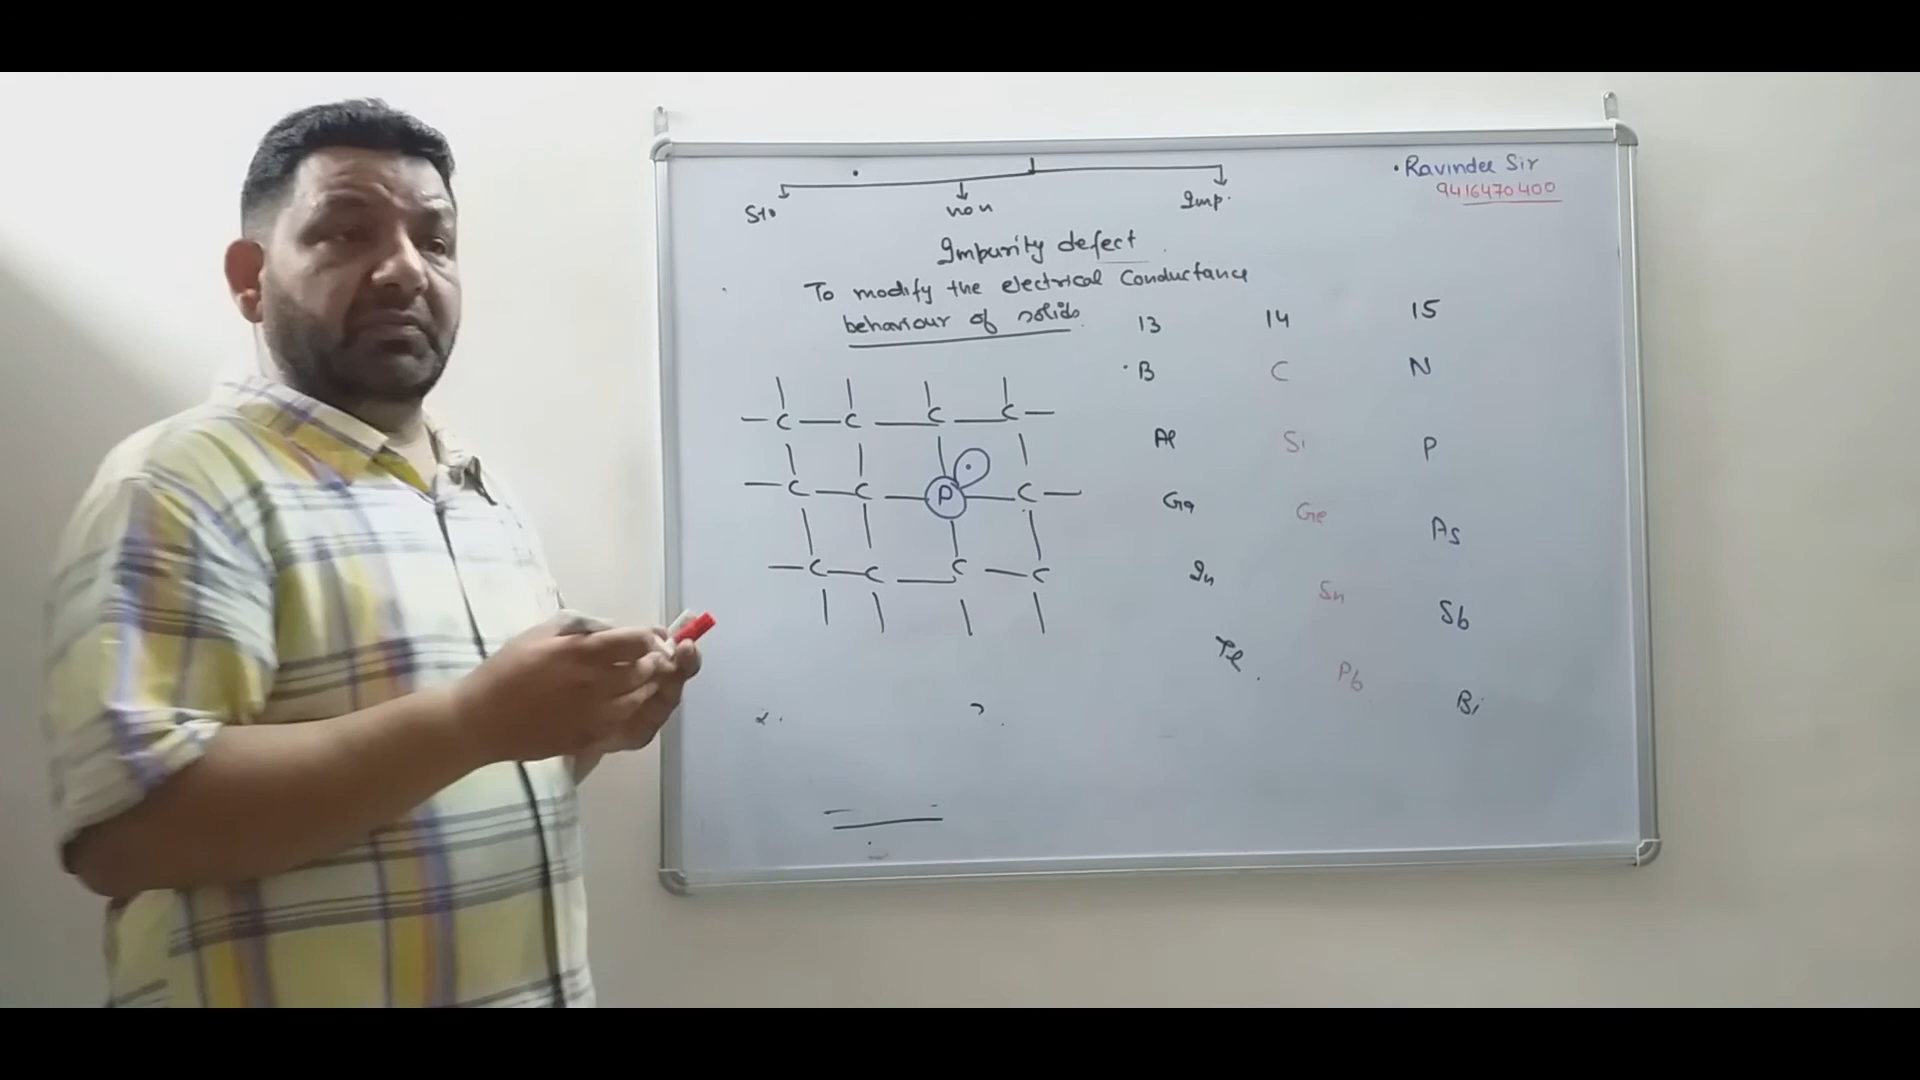 Ravinder Sir
9416470400
Sto non Imp.
Impurity defect
To modify the electrical Conductance
behaviour of solids
13 14 15
B C N
Al Si P
Ga Ge As
In Sn Sb
Tl Pb Bi
C C C C
C C P C
C C C C